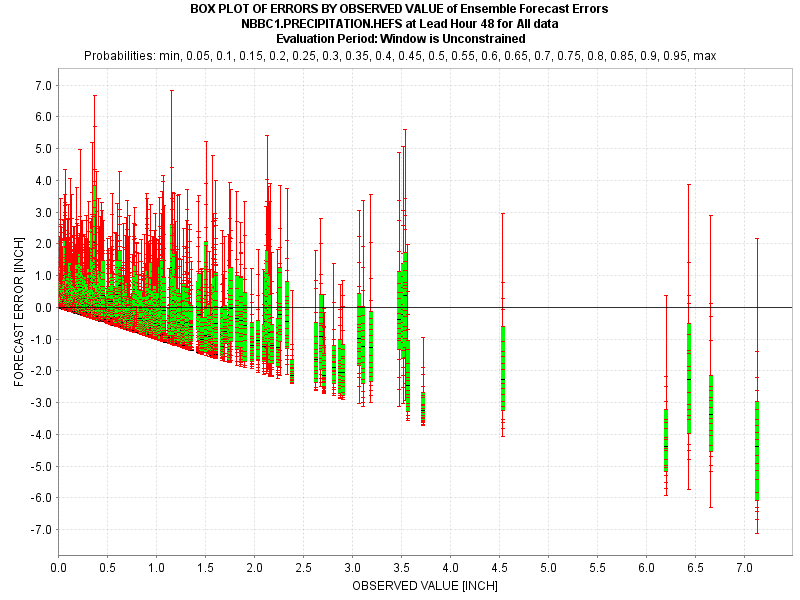 BOX PLOT OF ERRORS BY OBSERVED VALUE of Ensemble Forecast Errors
NBBC1.PRECIPITATION.HEFS at Lead Hour 48 for All data
Evaluation Period: Window is Unconstrained
Probabilities: min, 0.05, 0.1, 0.15, 0.2, 0.25, 0.3, 0.35, 0.4, 0.45, 0.5, 0.55, 0.6, 0.65, 0.7, 0.75, 0.8, 0.85, 0.9, 0.95, max
FORECAST ERROR [INCH]
7.0
6.0
5.0
4.0
3.0
2.0
1.0
0.0
-1.0
-2.0
-3.0
-4.0
-5.0
-6.0
-7.0
0.0 0.5 1.0 1.5 2.0 2.5 3.0 3.5 4.0 4.5 5.0 5.5 6.0 6.5 7.0
OBSERVED VALUE [INCH]